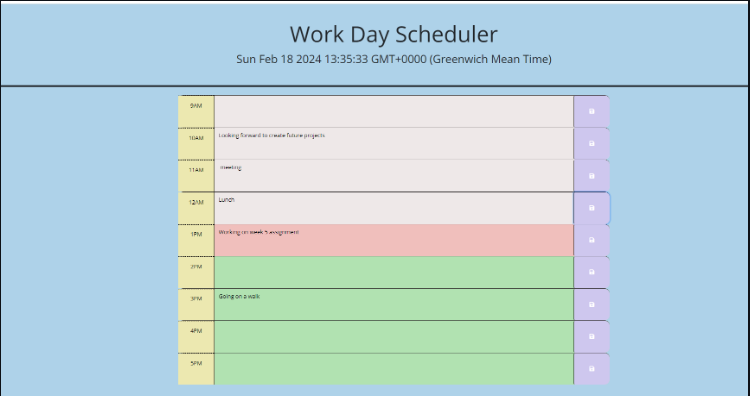 Work Day Scheduler
Sun Feb 18 2024 13:35:33 GMT+0000 (Greenwich Mean Time)
9AM
10AM Looking forward to create future projects
11AM meeting
12AM Lunch
1PM Working on week 5 assignment
2PM
3PM Going on a walk
4PM
5PM